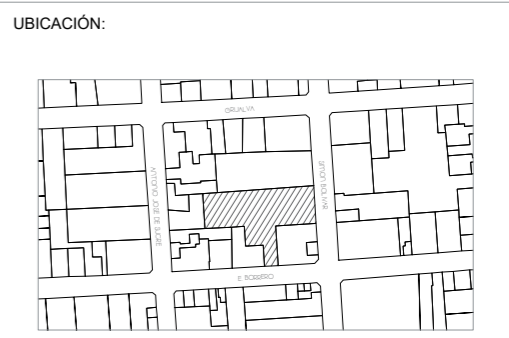 UBICACIÓN:
GRIJALVA
ANTONIO JOSE DE SUCRE
SIMON BOLIVAR
E. BORRERO